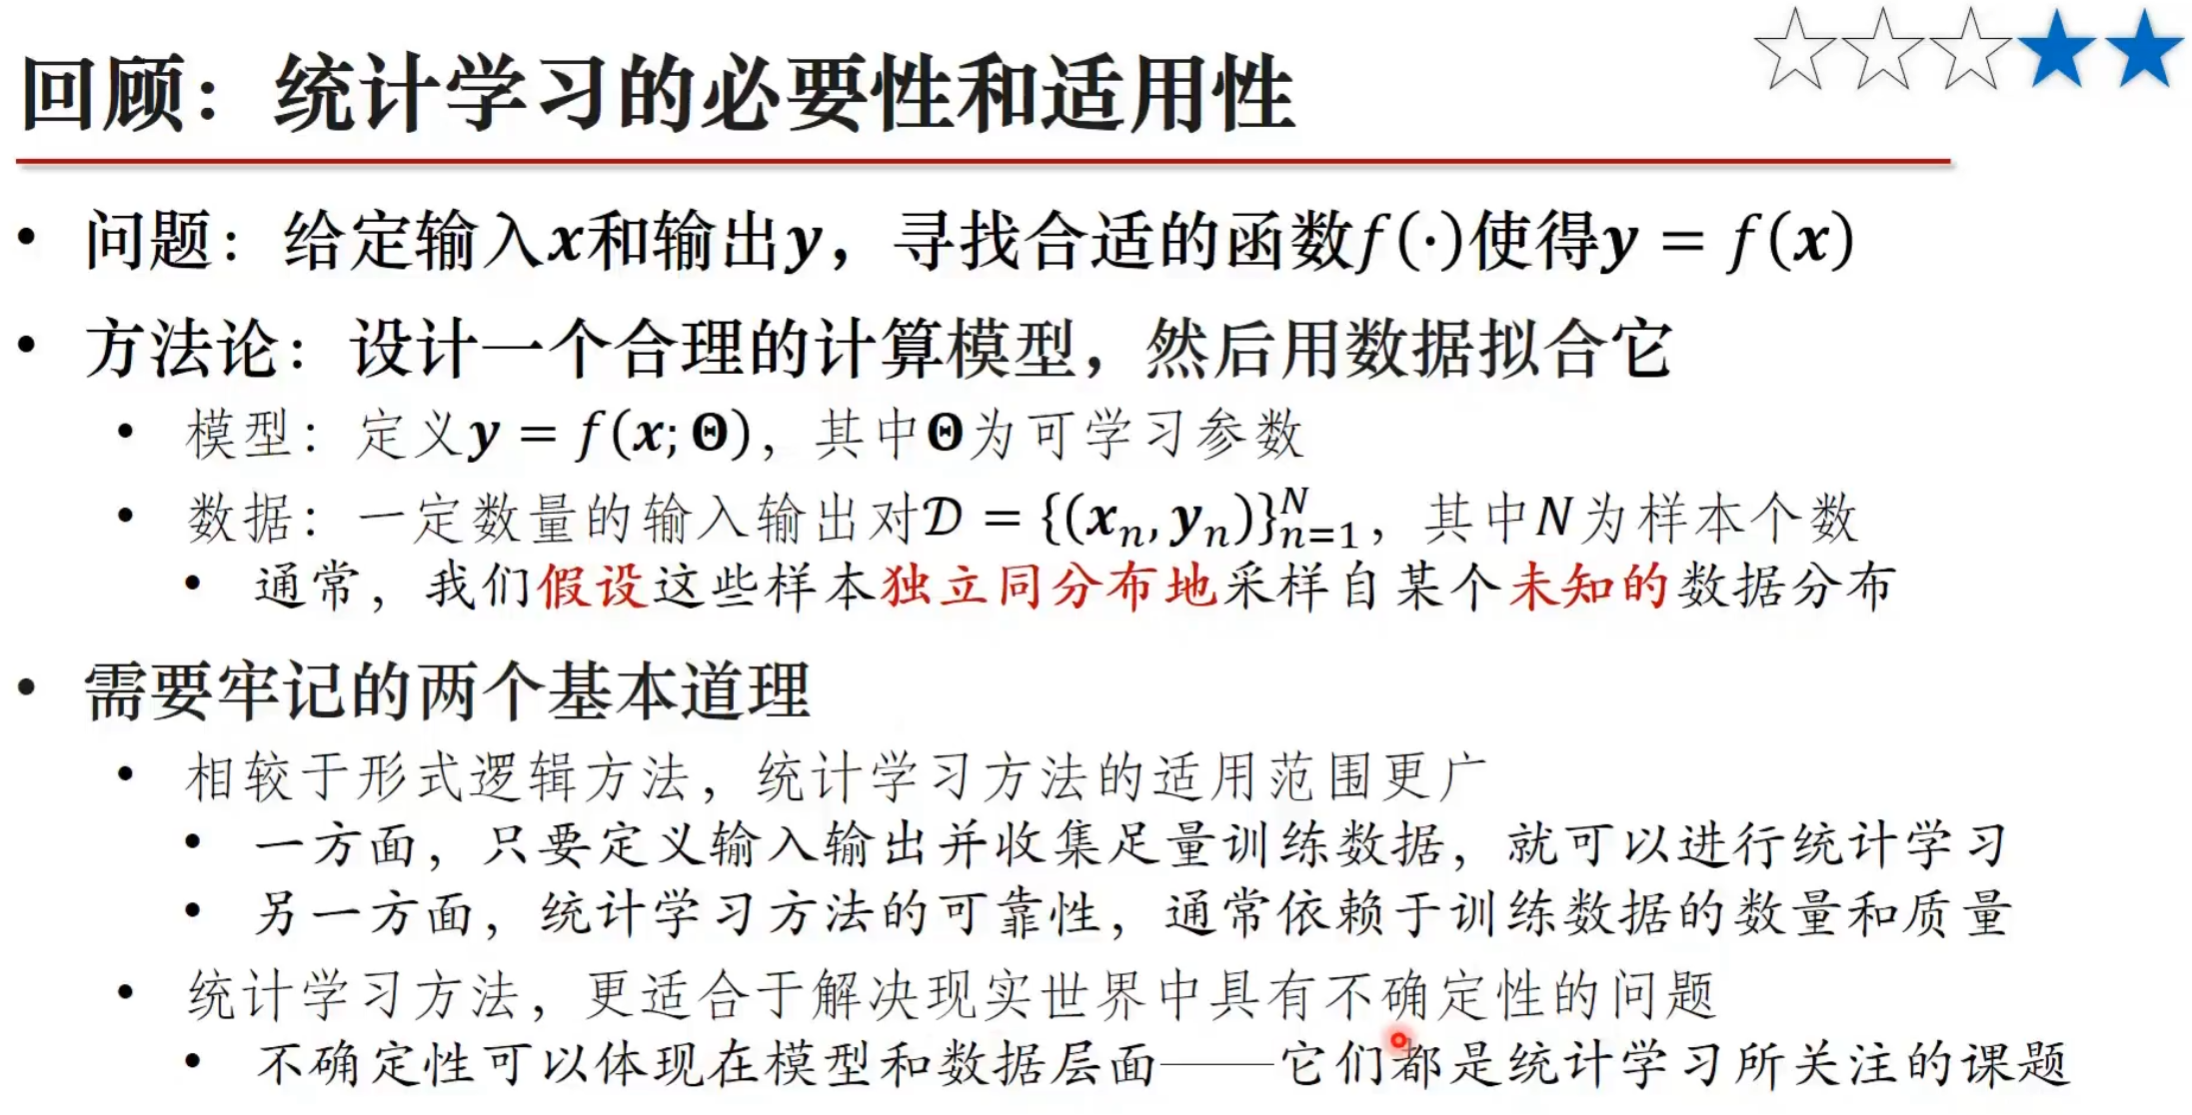 回顾：统计学习的必要性和适用性
• 问题：给定输入x和输出y，寻找合适的函数f(·)使得y = f(x)
• 方法论：设计一个合理的计算模型，然后用数据拟合它
• 模型：定义y = f(x; Θ)，其中Θ为可学习参数
• 数据：一定数量的输入输出对𝒟 = {(xₙ, yₙ)}ₙ₌₁ᴺ，其中N为样本个数
• 通常，我们假设这些样本独立同分布地采样自某个未知的数据分布
• 需要牢记的两个基本道理
• 相较于形式逻辑方法，统计学习方法的适用范围更广
• 一方面，只要定义输入输出并收集足量训练数据，就可以进行统计学习
• 另一方面，统计学习方法的可靠性，通常依赖于训练数据的数量和质量
• 统计学习方法，更适合于解决现实世界中具有不确定性的问题
• 不确定性可以体现在模型和数据层面——它们都是统计学习所关注的课题